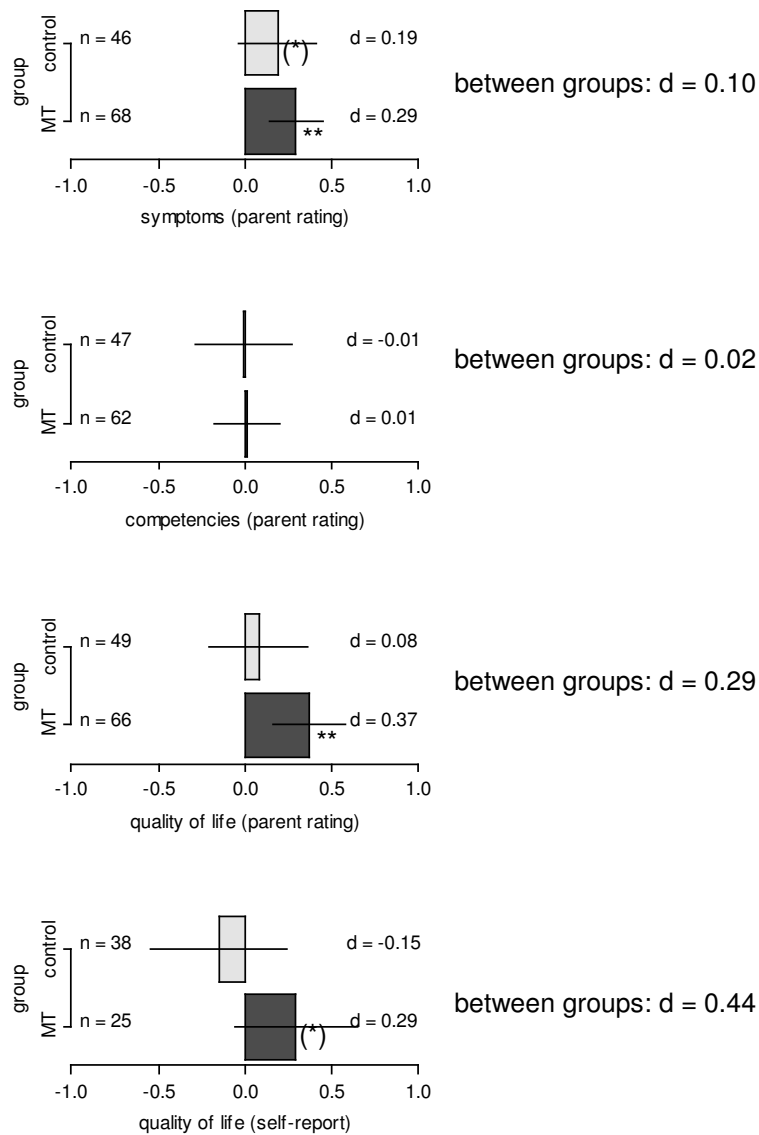 control n = 46 (*) d = 0.19
group
between groups: d = 0.10
MT n = 68 ** d = 0.29
-1.0 -0.5 0.0 0.5 1.0
symptoms (parent rating)
control n = 47 d = -0.01
group
between groups: d = 0.02
MT n = 62 d = 0.01
-1.0 -0.5 0.0 0.5 1.0
competencies (parent rating)
control n = 49 d = 0.08
group
between groups: d = 0.29
MT n = 66 ** d = 0.37
-1.0 -0.5 0.0 0.5 1.0
quality of life (parent rating)
control n = 38 d = -0.15
group
between groups: d = 0.44
MT n = 25 (*) d = 0.29
-1.0 -0.5 0.0 0.5 1.0
quality of life (self-report)